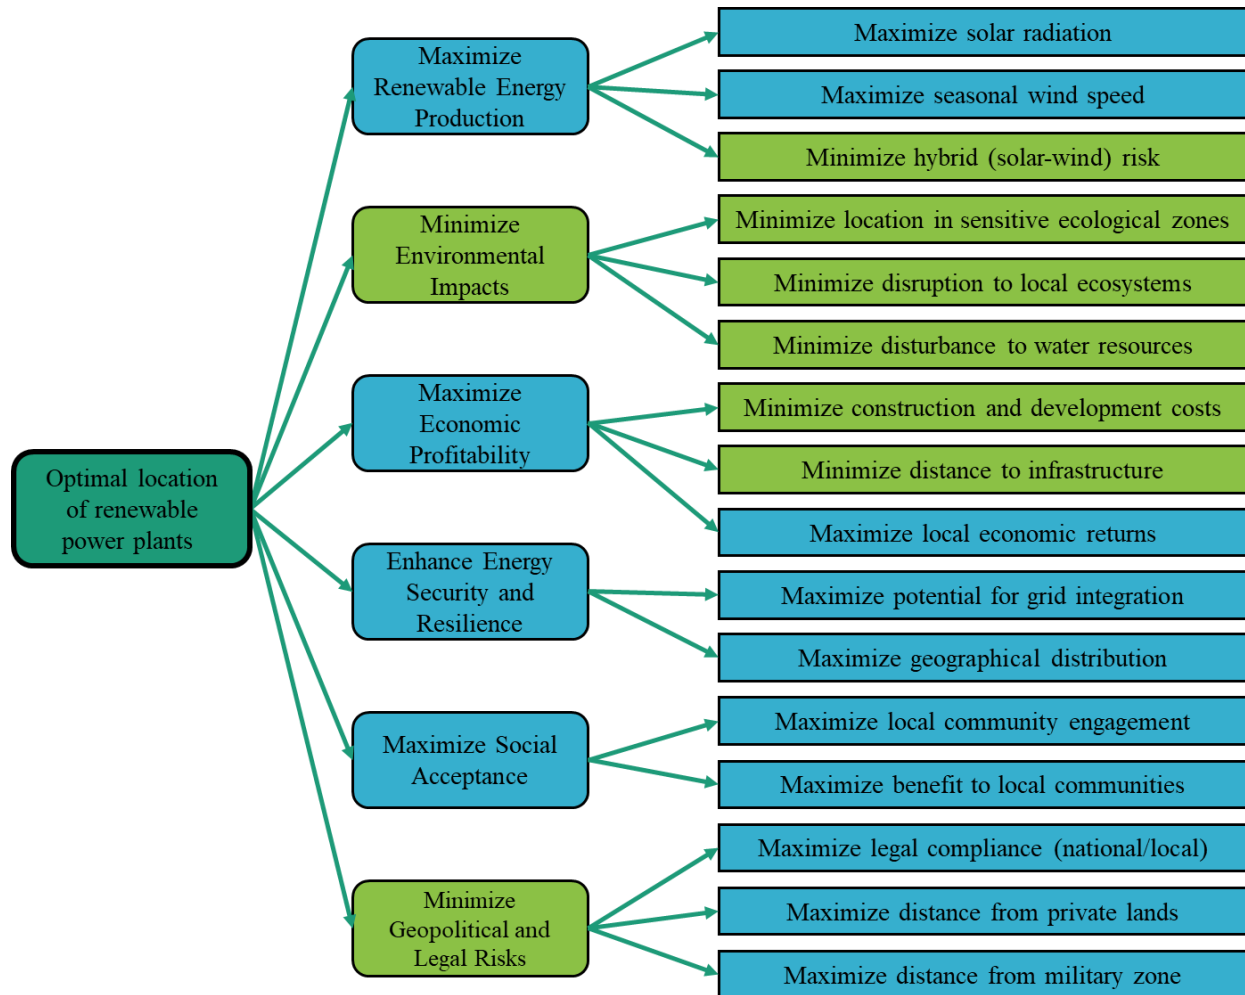 Optimal location
of renewable
power plants
Maximize
Renewable Energy
Production
Minimize
Environmental
Impacts
Maximize
Economic
Profitability
Enhance Energy
Security and
Resilience
Maximize Social
Acceptance
Minimize
Geopolitical and
Legal Risks
Maximize solar radiation
Maximize seasonal wind speed
Minimize hybrid (solar-wind) risk
Minimize location in sensitive ecological zones
Minimize disruption to local ecosystems
Minimize disturbance to water resources
Minimize construction and development costs
Minimize distance to infrastructure
Maximize local economic returns
Maximize potential for grid integration
Maximize geographical distribution
Maximize local community engagement
Maximize benefit to local communities
Maximize legal compliance (national/local)
Maximize distance from private lands
Maximize distance from military zone